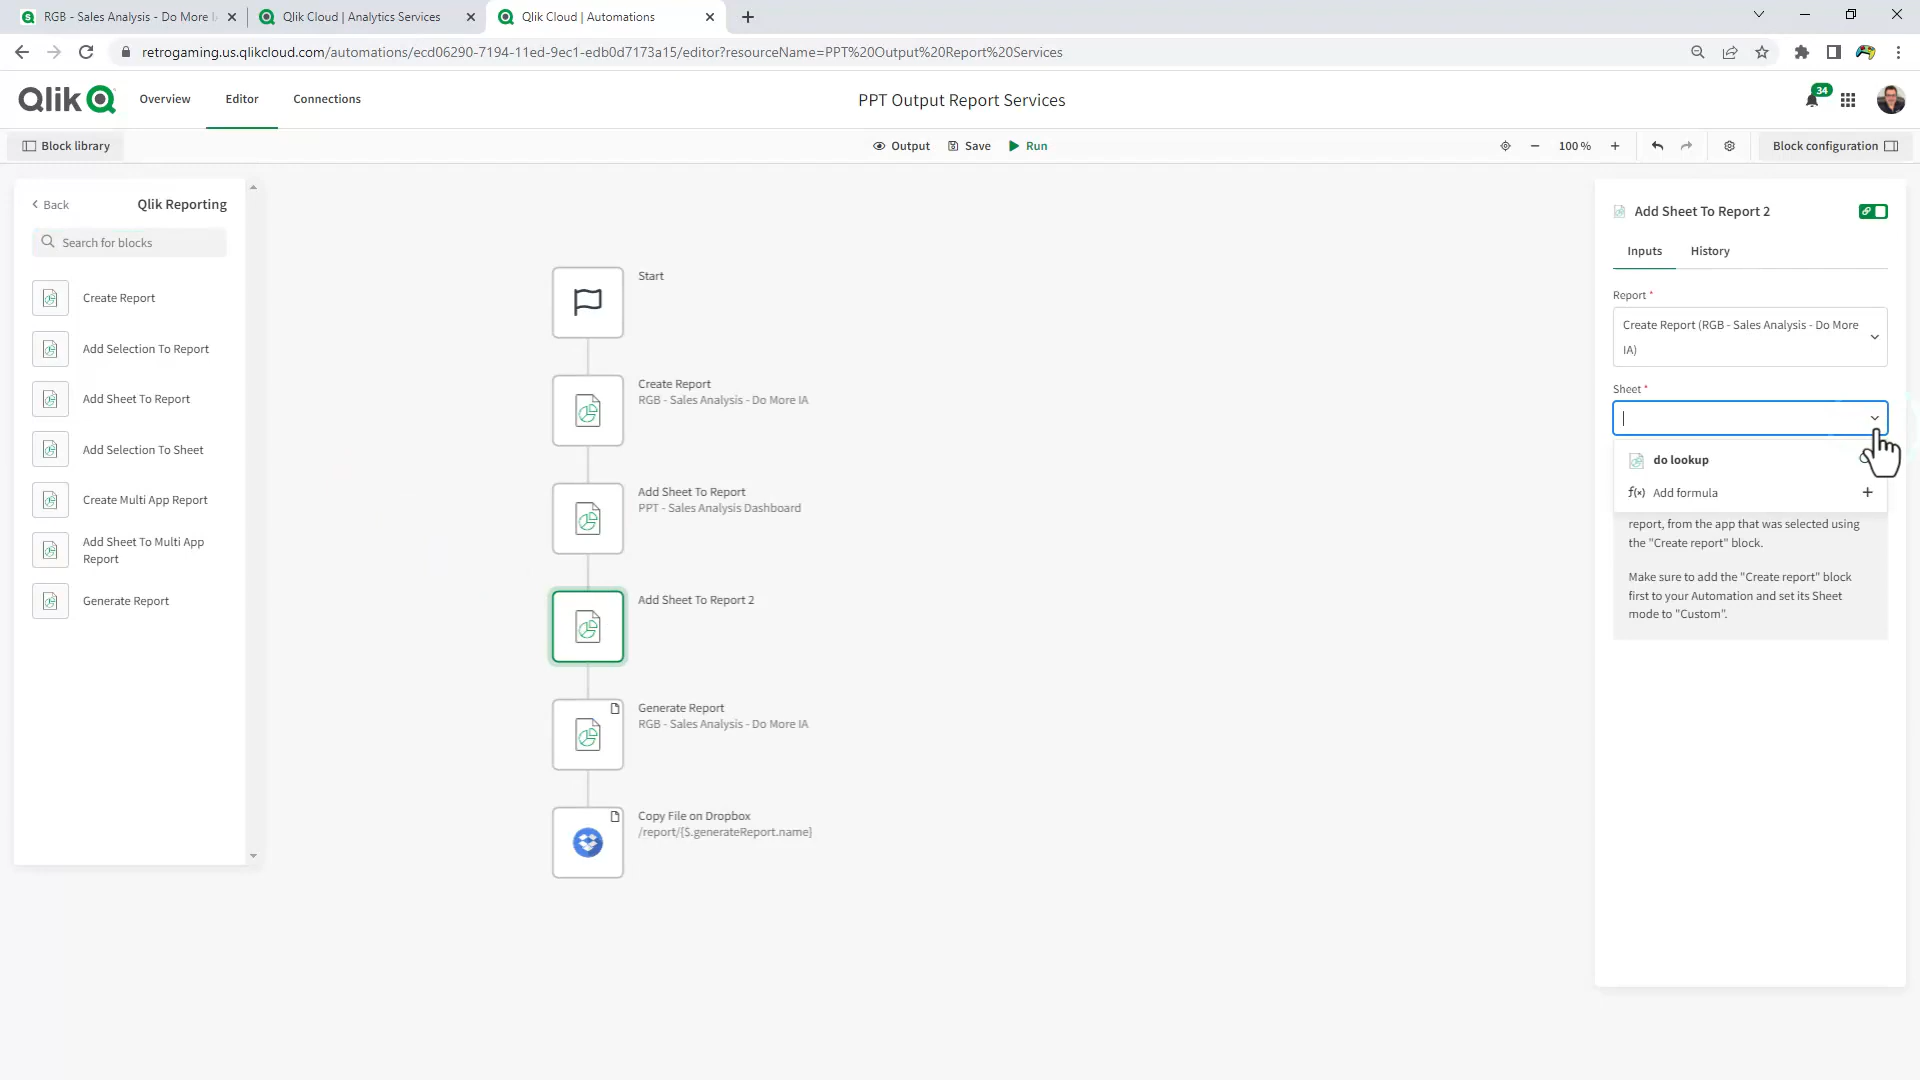 RGB - Sales Analysis - Do More I
Qlik Cloud | Analytics Services
Qlik Cloud | Automations
retrogaming.us.qlikcloud.com/automations/ecd06290-7194-11ed-9ec1-edb0d7173a15/editor?resourceName=PPT%20Output%20Report%20Services
Qlik
Overview
Editor
Connections
PPT Output Report Services
34
Block library
Output
Save
Run
100 %
Block configuration
Back
Qlik Reporting
Search for blocks
Create Report
Add Selection To Report
Add Sheet To Report
Add Selection To Sheet
Create Multi App Report
Add Sheet To Multi App
Report
Generate Report
Start
Create Report
RGB - Sales Analysis - Do More IA
Add Sheet To Report
PPT - Sales Analysis Dashboard
Add Sheet To Report 2
Generate Report
RGB - Sales Analysis - Do More IA
Copy File on Dropbox
/report/{$.generateReport.name}
Add Sheet To Report 2
Inputs
History
Report *
Create Report (RGB - Sales Analysis - Do More
IA)
Sheet *
do lookup
f(x) Add formula
report, from the app that was selected using
the "Create report" block.
Make sure to add the "Create report" block
first to your Automation and set its Sheet
mode to "Custom".